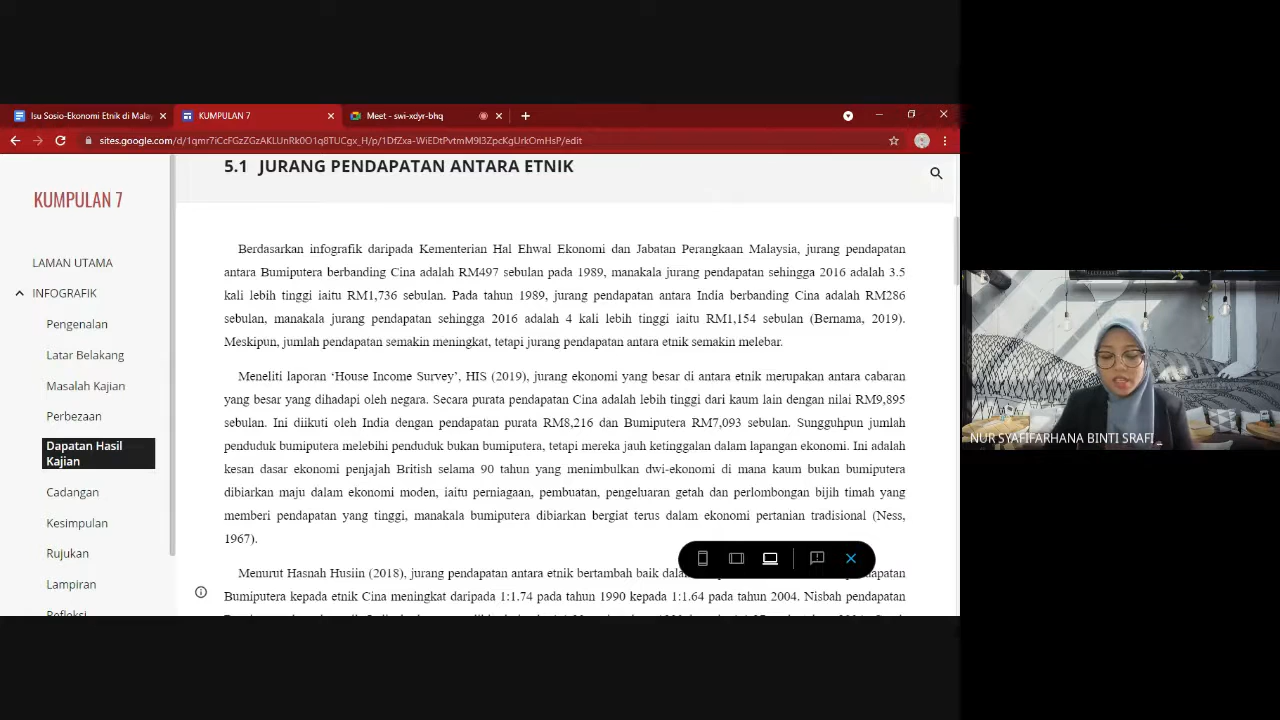 Isu Sosio-Ekonomi Etnik di Malay
KUMPULAN 7
Meet - swi-xdyr-bhq
sites.google.com/d/1qmr7iCcFGzZGzAKLUnRk0O1q8TUCgx_H/p/1DfZxa-WiEDtPvtmM9I3ZpcKgUrkOmHsP/edit
KUMPULAN 7
LAMAN UTAMA
INFOGRAFIK
Pengenalan
Latar Belakang
Masalah Kajian
Perbezaan
Dapatan Hasil
Kajian
Cadangan
Kesimpulan
Rujukan
Lampiran
Refleksi
5.1 JURANG PENDAPATAN ANTARA ETNIK
Berdasarkan infografik daripada Kementerian Hal Ehwal Ekonomi dan Jabatan Perangkaan Malaysia, jurang pendapatan
antara Bumiputera berbanding Cina adalah RM497 sebulan pada 1989, manakala jurang pendapatan sehingga 2016 adalah 3.5
kali lebih tinggi iaitu RM1,736 sebulan. Pada tahun 1989, jurang pendapatan antara India berbanding Cina adalah RM286
sebulan, manakala jurang pendapatan sehingga 2016 adalah 4 kali lebih tinggi iaitu RM1,154 sebulan (Bernama, 2019).
Meskipun, jumlah pendapatan semakin meningkat, tetapi jurang pendapatan antara etnik semakin melebar.
Meneliti laporan ‘House Income Survey’, HIS (2019), jurang ekonomi yang besar di antara etnik merupakan antara cabaran
yang besar yang dihadapi oleh negara. Secara purata pendapatan Cina adalah lebih tinggi dari kaum lain dengan nilai RM9,895
sebulan. Ini diikuti oleh India dengan pendapatan purata RM8,216 dan Bumiputera RM7,093 sebulan. Sungguhpun jumlah
penduduk bumiputera melebihi penduduk bukan bumiputera, tetapi mereka jauh ketinggalan dalam lapangan ekonomi. Ini adalah
kesan dasar ekonomi penjajah British selama 90 tahun yang menimbulkan dwi-ekonomi di mana kaum bukan bumiputera
dibiarkan maju dalam ekonomi moden, iaitu perniagaan, pembuatan, pengeluaran getah dan perlombongan bijih timah yang
memberi pendapatan yang tinggi, manakala bumiputera dibiarkan bergiat terus dalam ekonomi pertanian tradisional (Ness,
1967).
Menurut Hasnah Husiin (2018), jurang pendapatan antara etnik bertambah baik dala
Bumiputera kepada etnik Cina meningkat daripada 1:1.74 pada tahun 1990 kepada 1:1.64 pada tahun 2004. Nisbah pendapatan
NUR SYAFIFARHANA BINTI SRAFI _